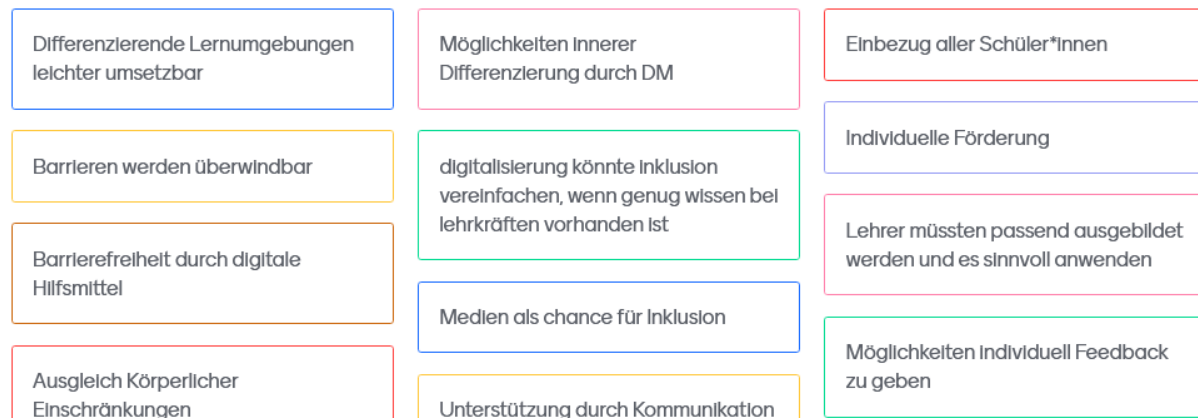 Differenzierende Lernumgebungen
leichter umsetzbar
Barrieren werden überwindbar
Barrierefreiheit durch digitale
Hilfsmittel
Ausgleich Körperlicher
Einschränkungen
Möglichkeiten innerer
Differenzierung durch DM
digitalisierung könnte inklusion
vereinfachen, wenn genug wissen bei
lehrkräften vorhanden ist
Medien als chance für Inklusion
Unterstützung durch Kommunikation
Einbezug aller Schüler*innen
Individuelle Förderung
Lehrer müssten passend ausgebildet
werden und es sinnvoll anwenden
Möglichkeiten individuell Feedback
zu geben